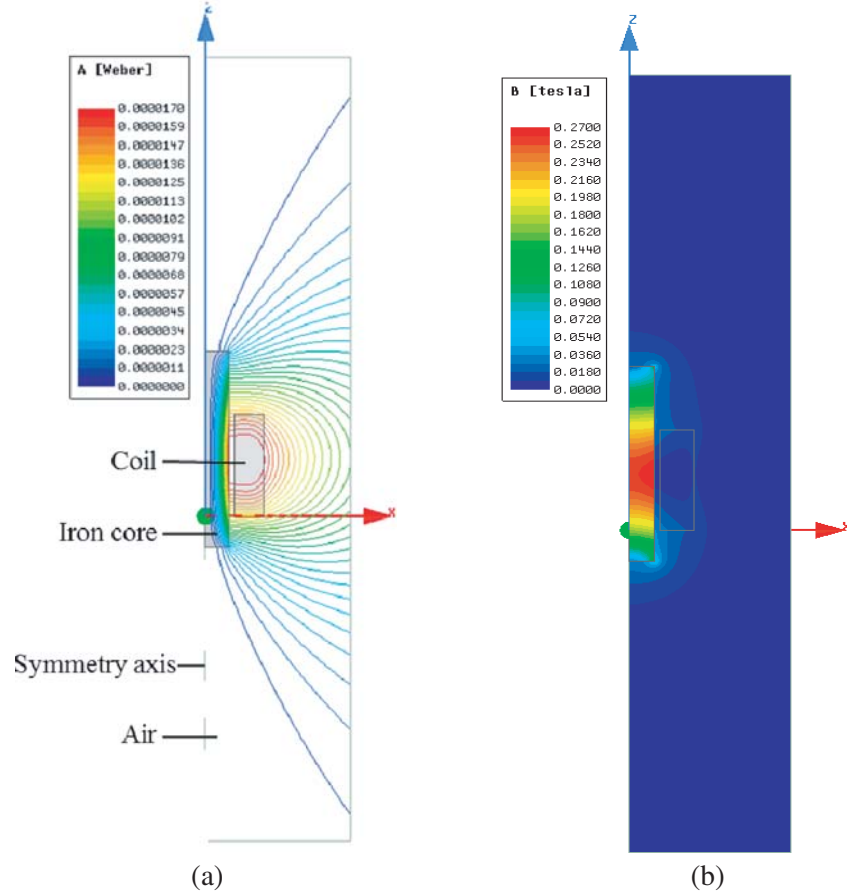 z
A [Weber]
0.0000170
0.0000159
0.0000147
0.0000136
0.0000125
0.0000113
0.0000102
0.0000091
0.0000079
0.0000068
0.0000057
0.0000045
0.0000034
0.0000023
0.0000011
0.0000000
Coil
x
Iron core
Symmetry axis
Air
(a)
z
B [tesla]
0.2700
0.2520
0.2340
0.2160
0.1980
0.1800
0.1620
0.1440
0.1260
0.1080
0.0900
0.0720
0.0540
0.0360
0.0180
0.0000
x
(b)